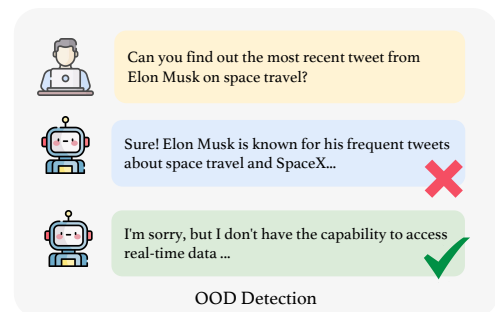 Can you find out the most recent tweet from
Elon Musk on space travel?
Sure! Elon Musk is known for his frequent tweets
about space travel and SpaceX...
I'm sorry, but I don't have the capability to access
real-time data ...
OOD Detection